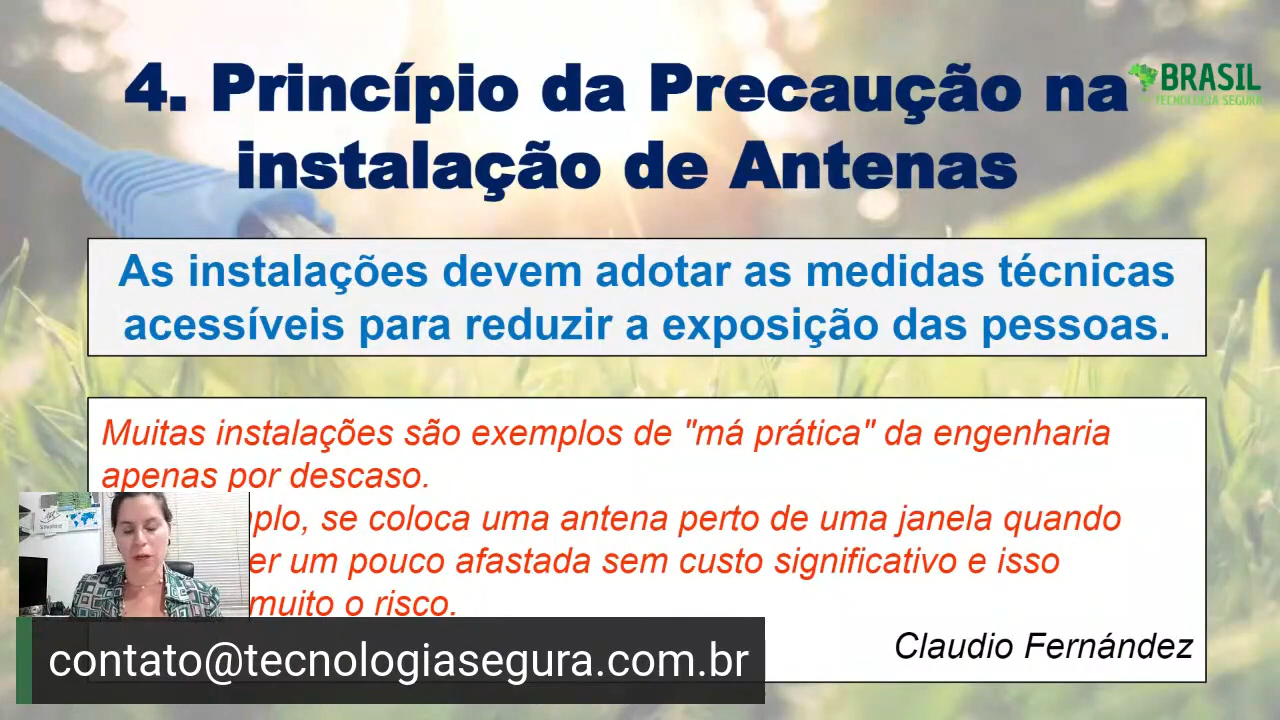 4. Princípio da Precaução na
instalação de Antenas
BRASIL
TECNOLOGIA SEGURA
As instalações devem adotar as medidas técnicas
acessíveis para reduzir a exposição das pessoas.
Muitas instalações são exemplos de "má prática" da engenharia
apenas por descaso.
plo, se coloca uma antena perto de uma janela quando
er um pouco afastada sem custo significativo e isso
muito o risco.
Claudio Fernández
contato@tecnologiasegura.com.br